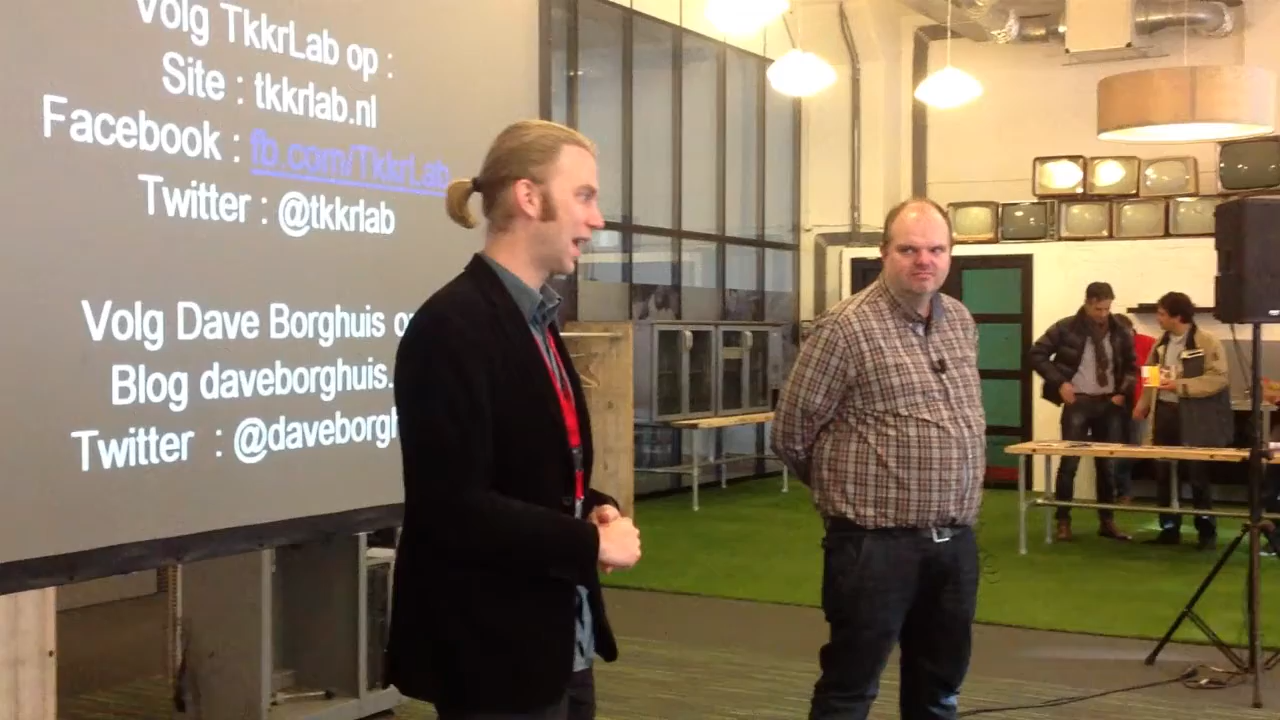 Volg TkkrLab op :
Site : tkkrlab.nl
Facebook : fb.com/TkkrLab
Twitter : @tkkrlab
Volg Dave Borghuis
Blog daveborghuis.
Twitter : @daveborgh